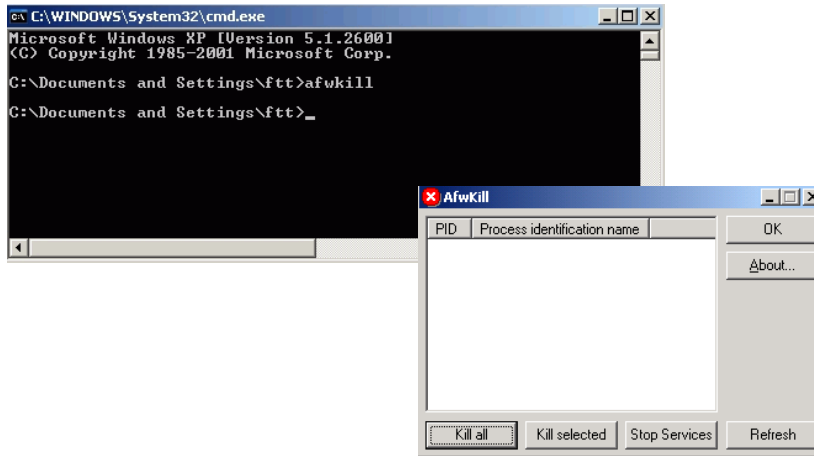 C:\WINDOWS\System32\cmd.exe
Microsoft Windows XP [Version 5.1.2600]
(C) Copyright 1985-2001 Microsoft Corp.
C:\Documents and Settings\ftt>afwkill
C:\Documents and Settings\ftt>_
AfwKill
PID Process identification name OK
About...
Kill all Kill selected Stop Services Refresh